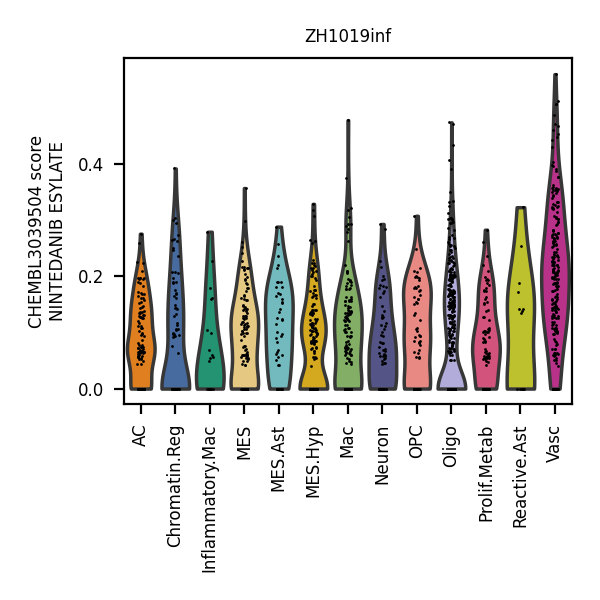 ZH1019inf
CHEMBL3039504 score
NINTEDANIB ESYLATE
0.4
0.2
0.0
AC
Chromatin.Reg
Inflammatory.Mac
MES
MES.Ast
MES.Hyp
Mac
Neuron
OPC
Oligo
Prolif.Metab
Reactive.Ast
Vasc